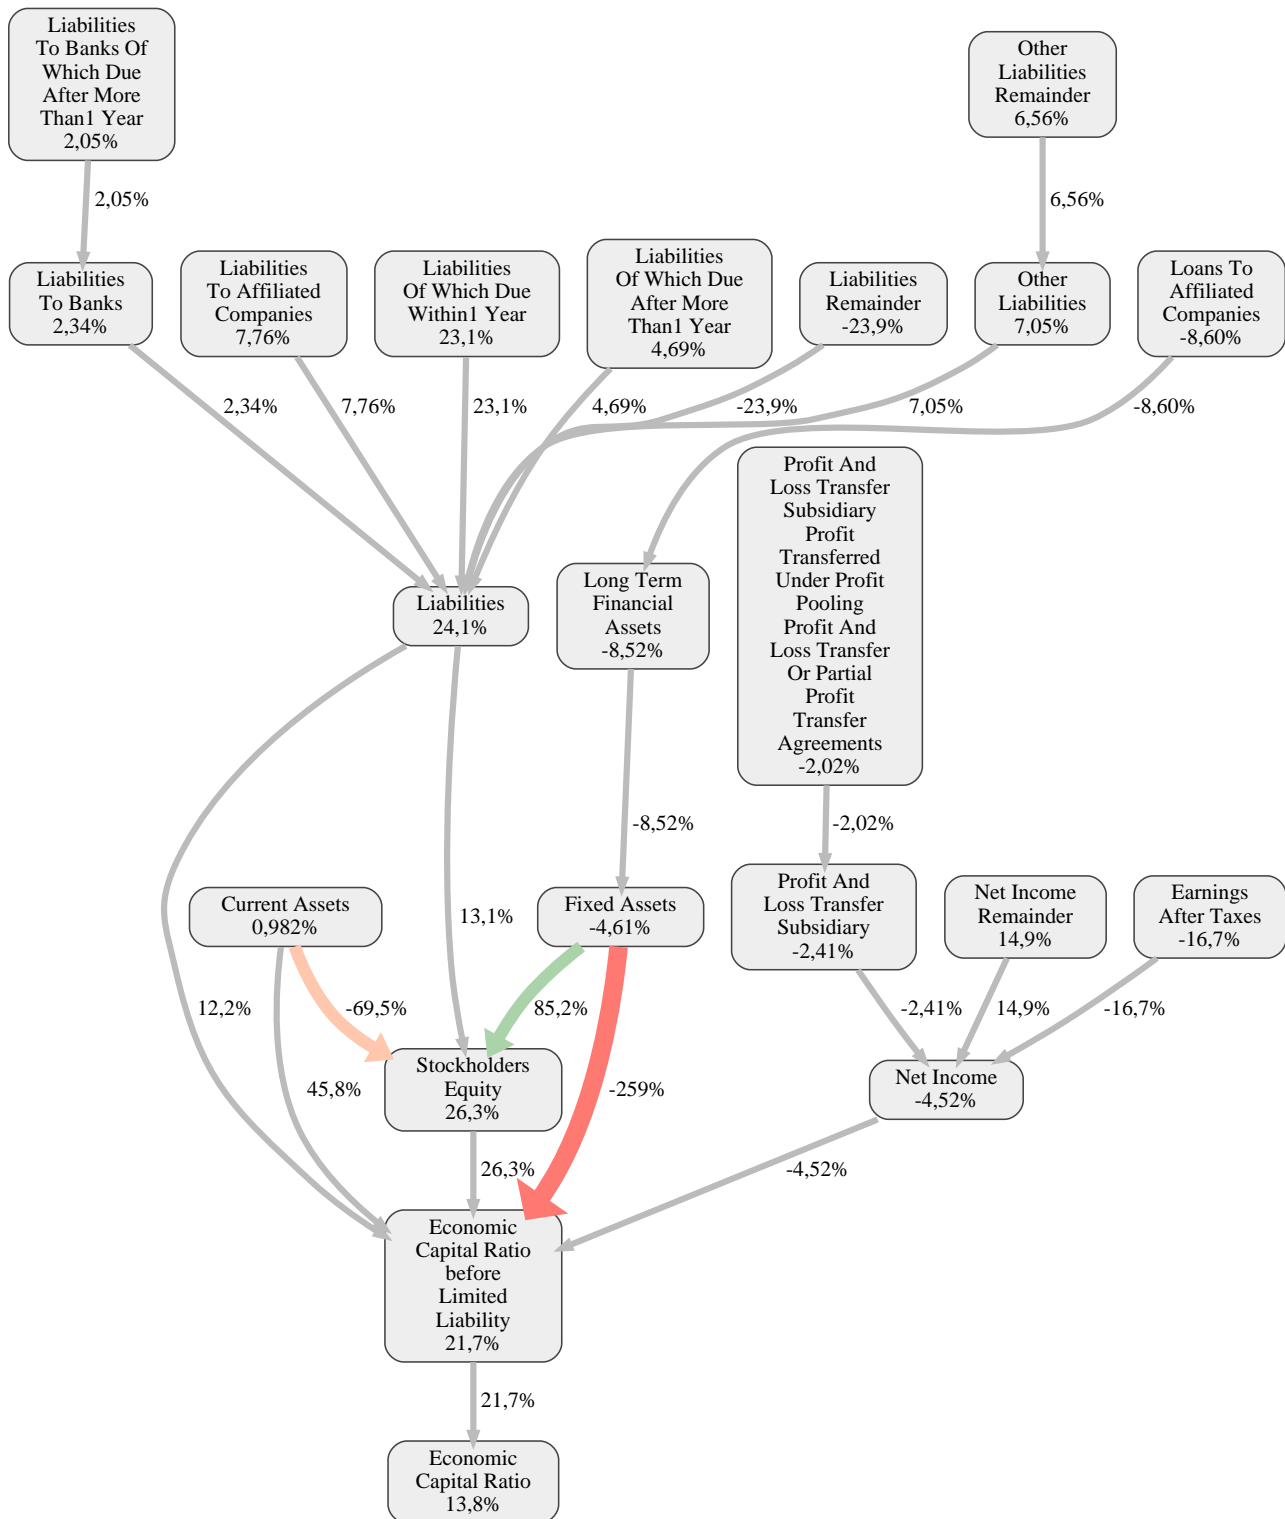 Liabilities
To Banks Of
Which Due
After More
Than1 Year
2,05%
Other
Liabilities
Remainder
6,56%
2,05%
6,56%
Liabilities
To Banks
2,34%
Liabilities
To Affiliated
Companies
7,76%
Liabilities
Of Which Due
Within1 Year
23,1%
Liabilities
Of Which Due
After More
Than1 Year
4,69%
Liabilities
Remainder
-23,9%
Other
Liabilities
7,05%
Loans To
Affiliated
Companies
-8,60%
2,34%
7,76%
23,1%
4,69%
-23,9%
7,05%
-8,60%
Profit And
Loss Transfer
Subsidiary
Profit
Transferred
Under Profit
Pooling
Profit And
Loss Transfer
Or Partial
Profit
Transfer
Agreements
-2,02%
Liabilities
24,1%
Long Term
Financial
Assets
-8,52%
-8,52%
-2,02%
Current Assets
0,982%
13,1%
Fixed Assets
-4,61%
Profit And
Loss Transfer
Subsidiary
-2,41%
Net Income
Remainder
14,9%
Earnings
After Taxes
-16,7%
12,2%
-69,5%
85,2%
-2,41%
14,9%
-16,7%
45,8%
Stockholders
Equity
26,3%
-259%
Net Income
-4,52%
26,3%
-4,52%
Economic
Capital Ratio
before
Limited
Liability
21,7%
21,7%
Economic
Capital Ratio
13,8%